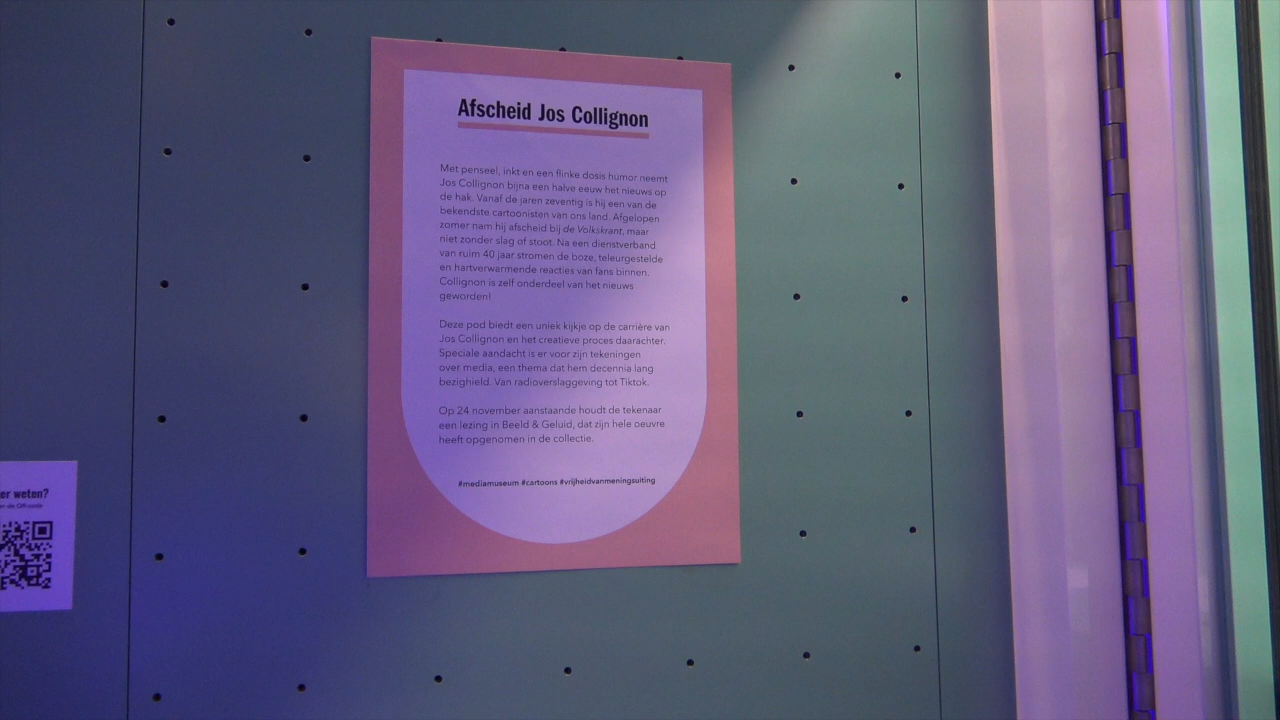 Afscheid Jos Collignon
Met penseel, inkt en een flinke dosis humor neemt
Jos Collignon bijna een halve eeuw het nieuws op
de hak. Vanaf de jaren zeventig is hij een van de
bekendste cartoonisten van ons land. Afgelopen
zomer nam hij afscheid bij de Volkskrant, maar
niet zonder slag of stoot. Na een dienstverband
van ruim 40 jaar stromen de boze, teleurgestelde
en hartverwarmende reacties van fans binnen.
Collignon is zelf onderdeel van het nieuws
geworden!
Deze pod biedt een uniek kijkje op de carrière van
Jos Collignon en het creatieve proces daarachter.
Speciale aandacht is er voor zijn tekeningen
over media, een thema dat hem decennia lang
bezighield. Van radioverslaggeving tot Tiktok.
Op 24 november aanstaande houdt de tekenaar
een lezing in Beeld & Geluid, dat zijn hele oeuvre
heeft opgenomen in de collectie.
#mediamuseum #cartoons #vrijheidvanmeningsuiting
er weten?
de QR-code